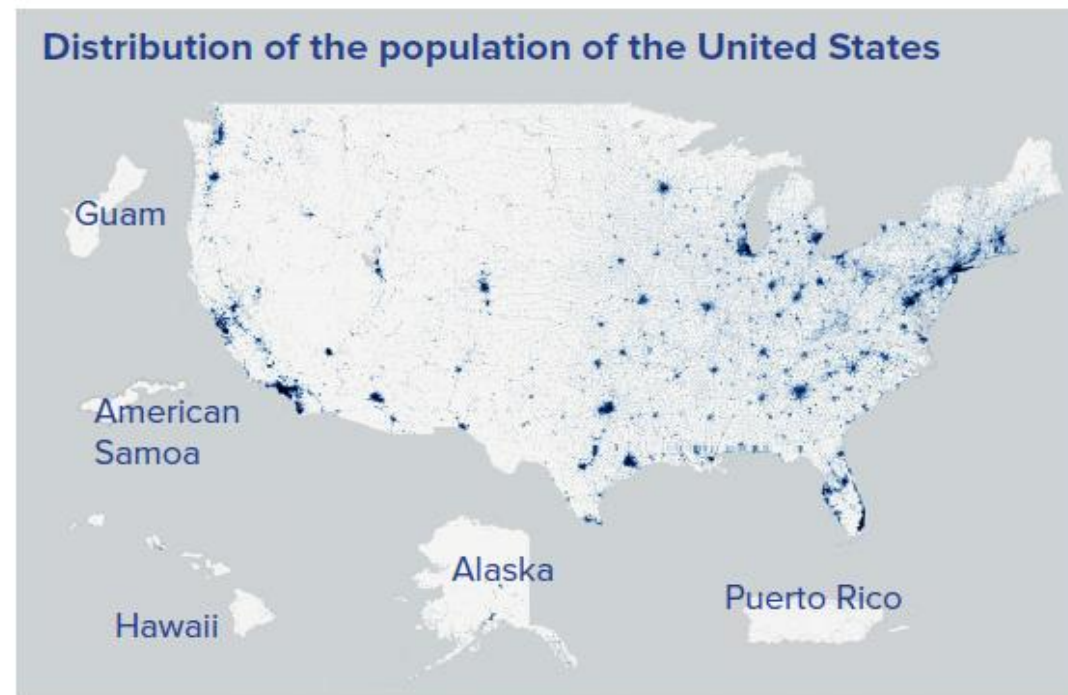 Distribution of the population of the United States
Guam
American
Samoa
Hawaii
Alaska
Puerto Rico